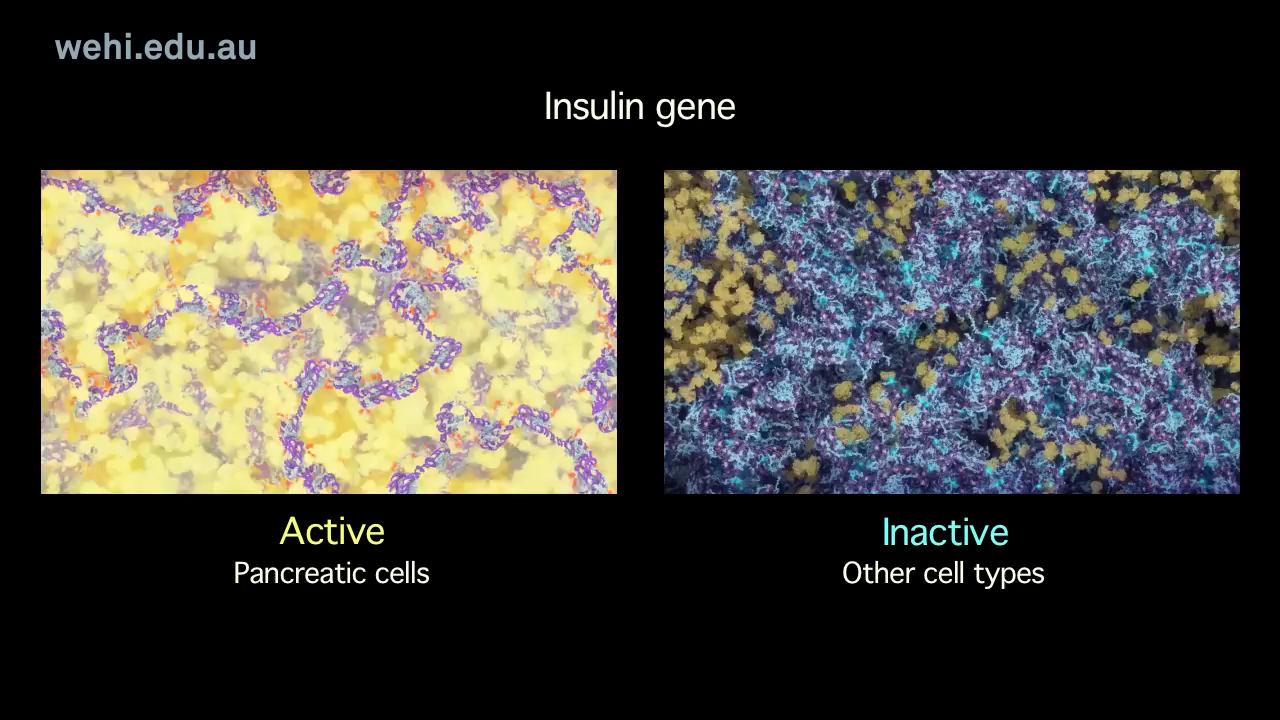 wehi.edu.au
Insulin gene
Active
Inactive
Pancreatic cells
Other cell types